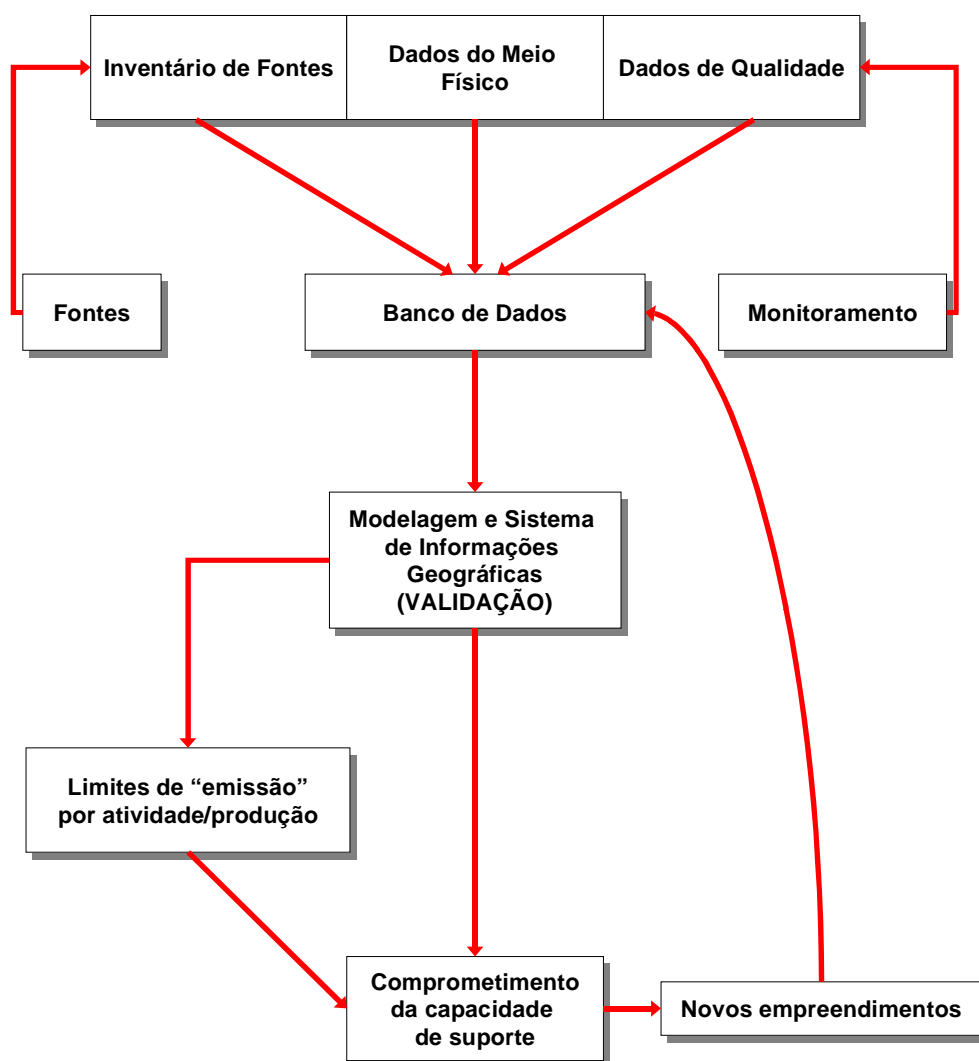 Inventário de Fontes
Dados do Meio
Físico
Dados de Qualidade
Fontes
Banco de Dados
Monitoramento
Modelagem e Sistema
de Informações
Geográficas
(VALIDAÇÃO)
Limites de “emissão”
por atividade/produção
Comprometimento
da capacidade
de suporte
Novos empreendimentos